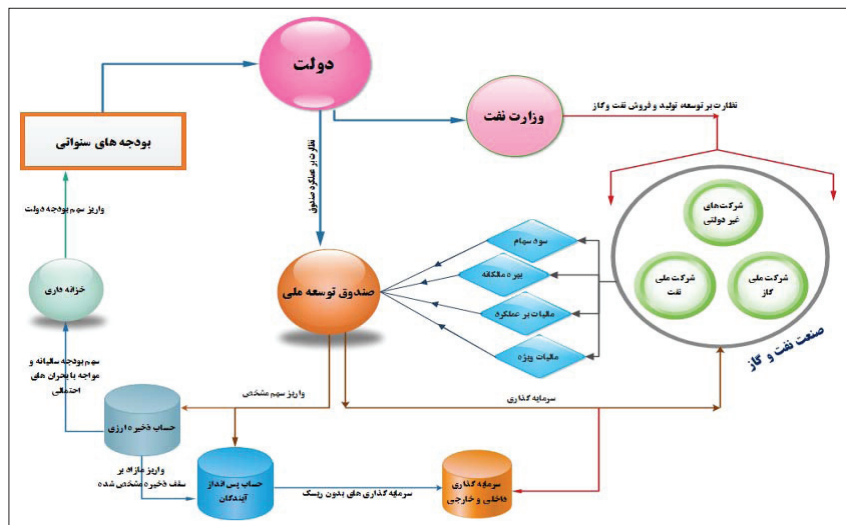 دولت
وزارت نفت
نظارت بر توسعه، تولید و فروش نفت و گاز
بودجه های سنواتی
نظارت بر عملکرد صندوق
واریز سهم بودجه دولت
شرکت‌های
غیر دولتی
شرکت ملی
گاز
شرکت ملی
نفت
صنعت نفت و گاز
سود سهام
بهره مالکانه
مالیات بر عملکرد
مالیات ویژه
صندوق توسعه ملی
خزانه داری
سهم بودجه سالیانه و
مواجه با بحران های
احتمالی
واریز سهم مشخص
سرمایه گذاری
حساب ذخیره ارزی
واریز مازاد بر
سقف ذخیره مشخص شده
حساب پس انداز
آیندگان
سرمایه گذاری های بدون ریسک
سرمایه گذاری
داخلی و خارجی